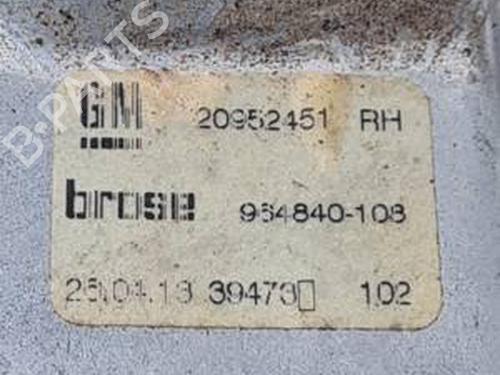 B-PARTS
GM 20952451 RH
brose 964840-108
25.04.13 39473▯ 102